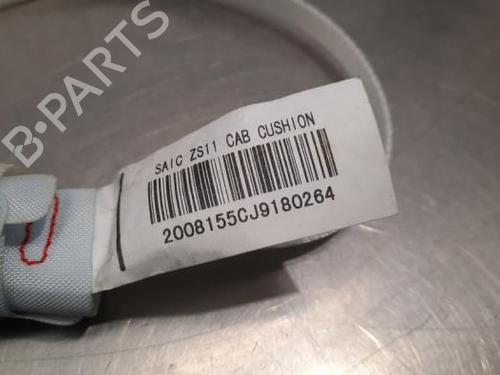 B-PARTS
SAIC ZS11 CAB CUSHION
2008155CJ9180264